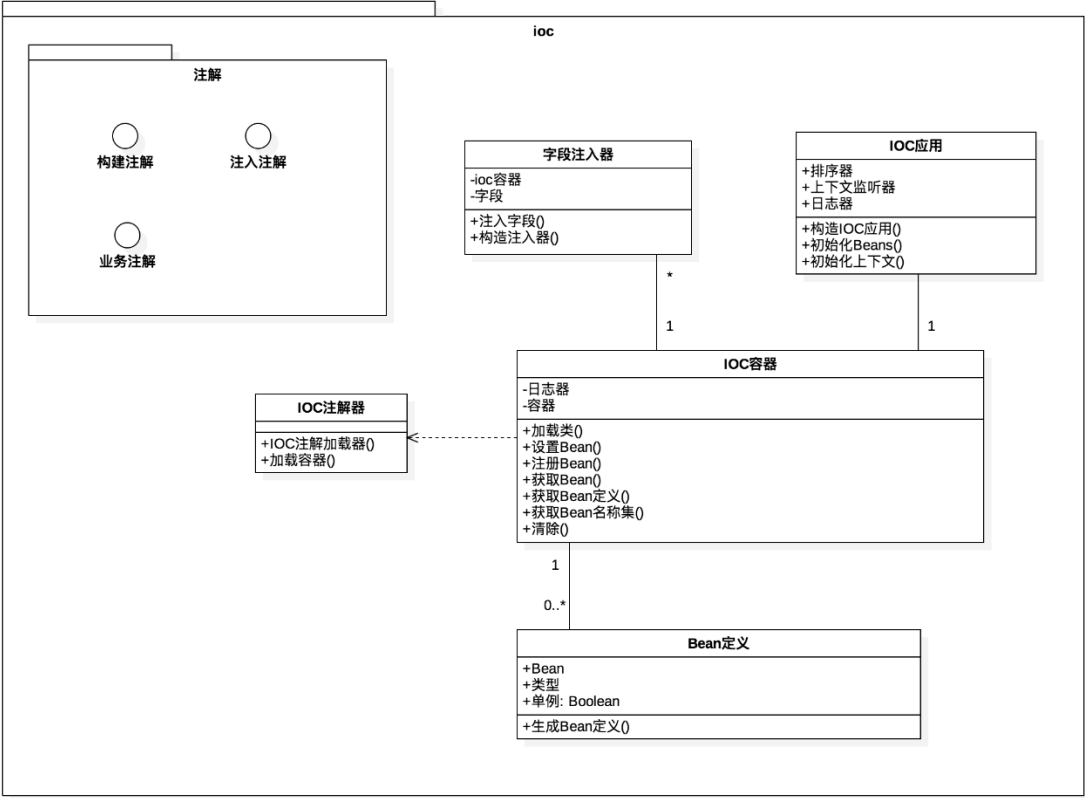 ioc
注解
构建注解
注入注解
业务注解
字段注入器
-ioc容器
-字段
+注入字段()
+构造注入器()
IOC应用
+排序器
+上下文监听器
+日志器
+构造IOC应用()
+初始化Beans()
+初始化上下文()
*
1
1
IOC容器
-日志器
-容器
+加载类()
+设置Bean()
+注册Bean()
+获取Bean()
+获取Bean定义()
+获取Bean名称集()
+清除()
IOC注解器
+IOC注解加载器()
+加载容器()
1
0..*
Bean定义
+Bean
+类型
+单例: Boolean
+生成Bean定义()